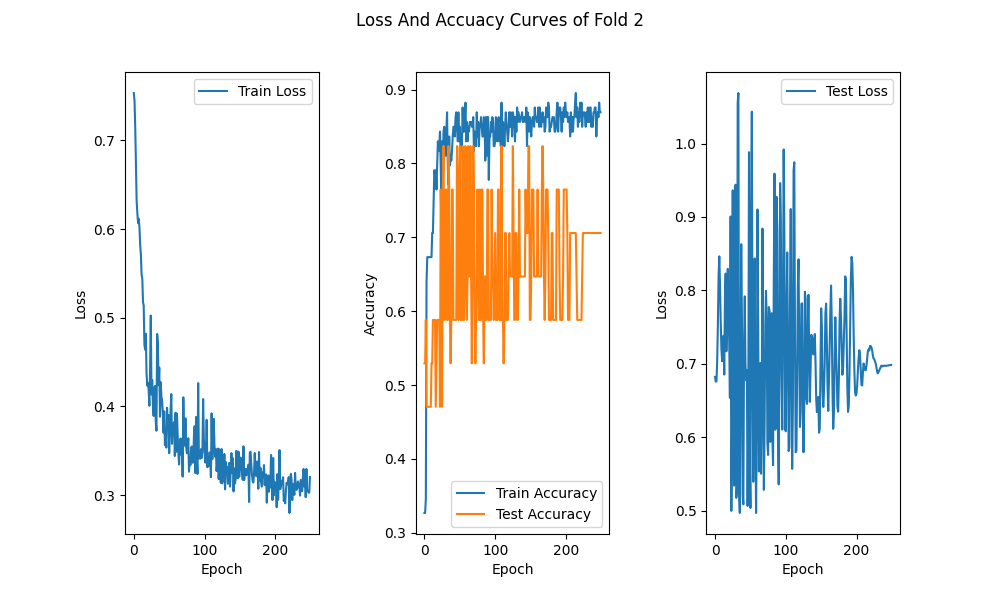 Loss And Accuacy Curves of Fold 2
Train Loss
0.7
0.6
0.5
0.4
0.3
Loss
0
100
200
Epoch
0.9
0.8
0.7
0.6
0.5
0.4
0.3
Accuracy
Train Accuracy
Test Accuracy
0
100
200
Epoch
Test Loss
1.0
0.9
0.8
0.7
0.6
0.5
Loss
0
100
200
Epoch